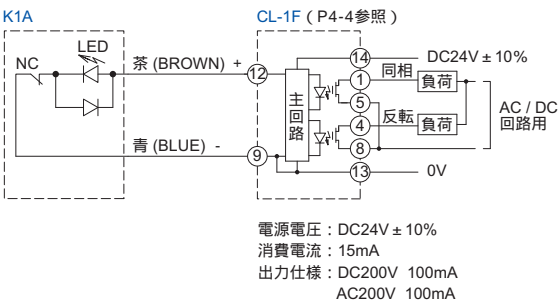 K1A
CL-1F（P4-4参照）
NC
LED
茶 (BROWN) +
12
14
DC24V±10%
1
同相
負荷
5
主回路
4
反転
負荷
AC / DC
回路用
青 (BLUE) -
9
8
13
0V
電源電圧：DC24V±10%
消費電流：15mA
出力仕様：DC200V 100mA
AC200V 100mA